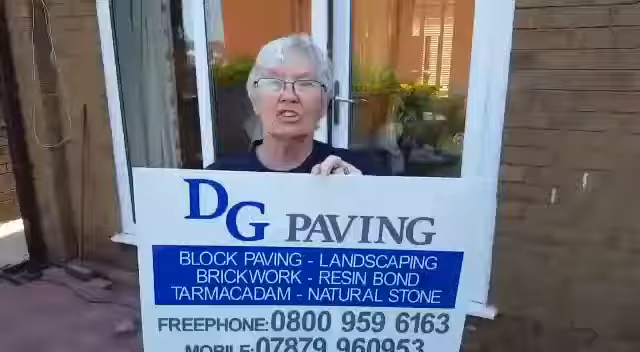 DG PAVING
BLOCK PAVING - LANDSCAPING
BRICKWORK - RESIN BOND
TARMACADAM - NATURAL STONE
FREEPHONE: 0800 959 6163
MOBILE: 07879 960953